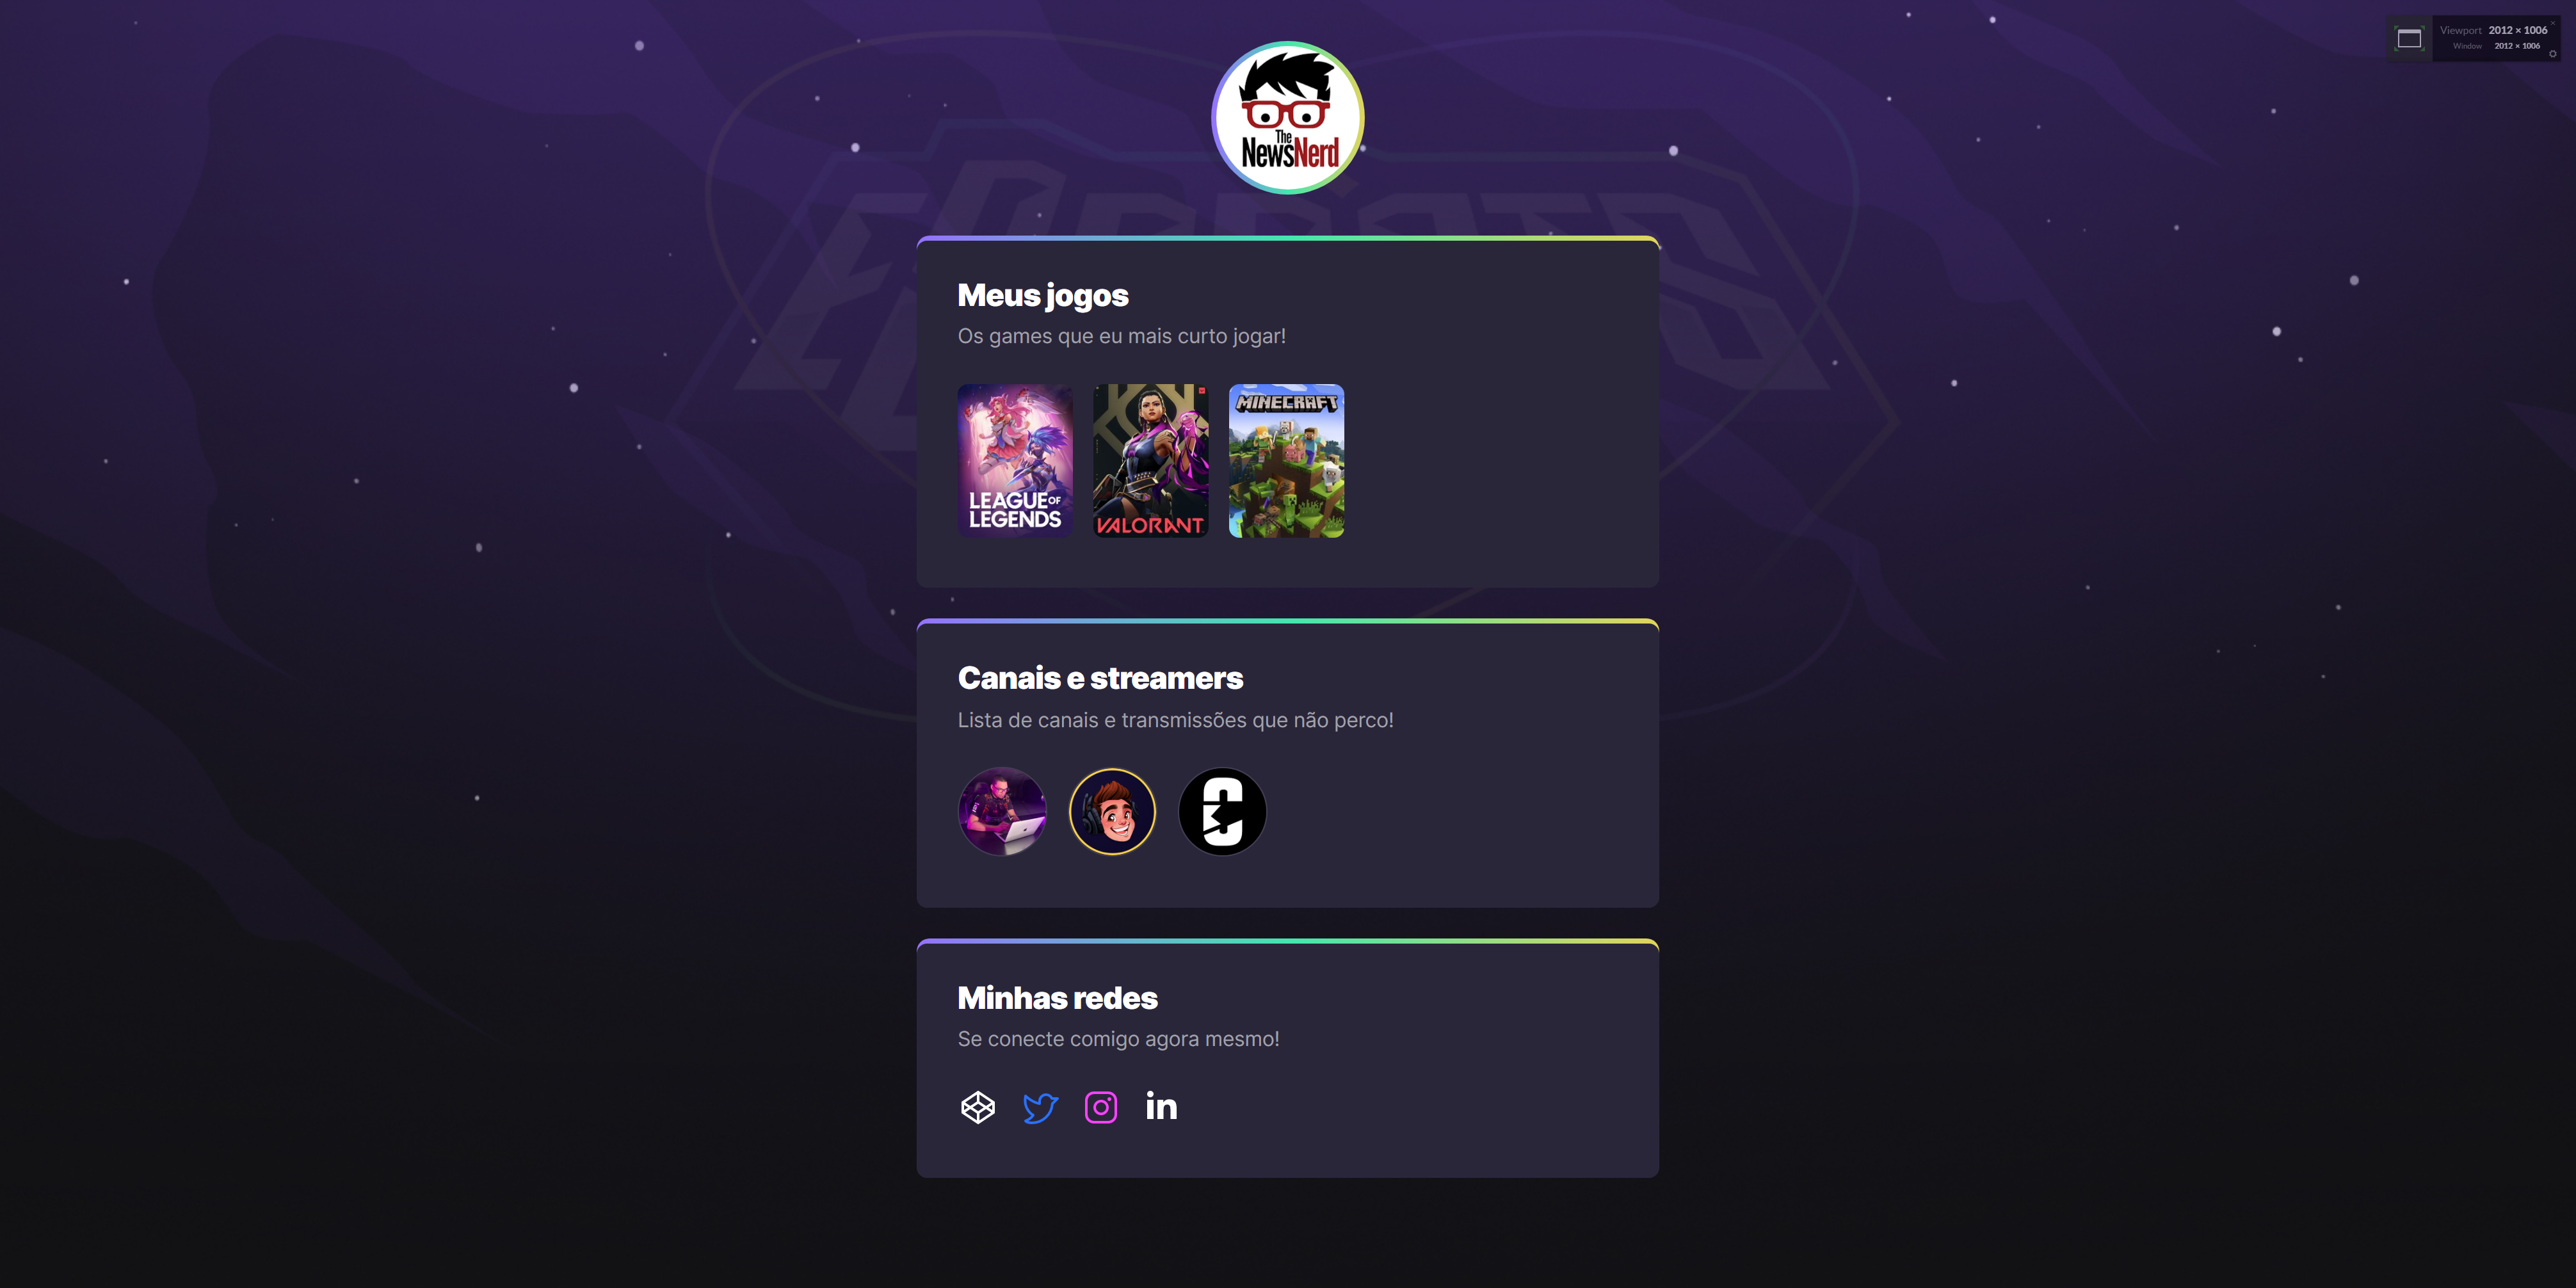 Viewport 2012 × 1006
Window 2012 × 1006
The
NewsNerd
Meus jogos
Os games que eu mais curto jogar!
LEAGUE OF
LEGENDS
VALORANT
MINECRAFT
Canais e streamers
Lista de canais e transmissões que não perco!
Minhas redes
Se conecte comigo agora mesmo!
in